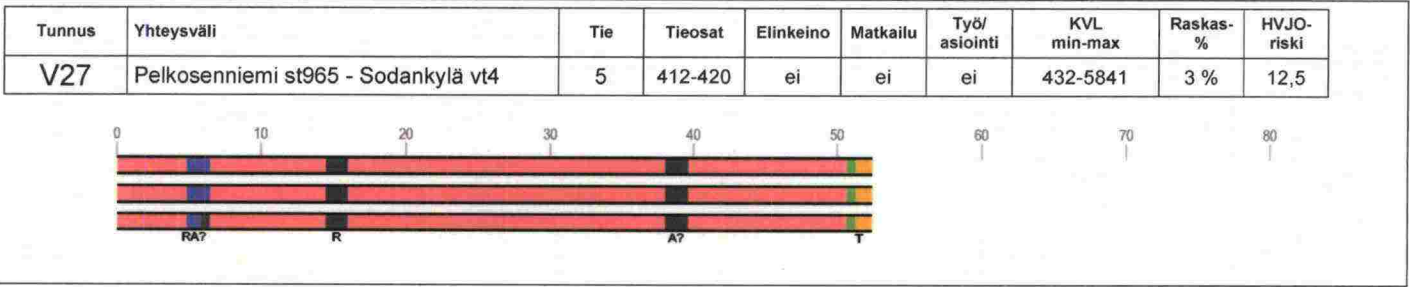 Tunnus Yhteysväli Tie Tieosat Elinkeino Matkailu Työ/ asiointi KVL min-max Raskas- % HVJO- riski
V27 Pelkosenniemi st965 - Sodankylä vt4 5 412-420 ei ei ei 432-5841 3 % 12,5
0 10 20 30 40 50 60 70 80
RA? R A? T